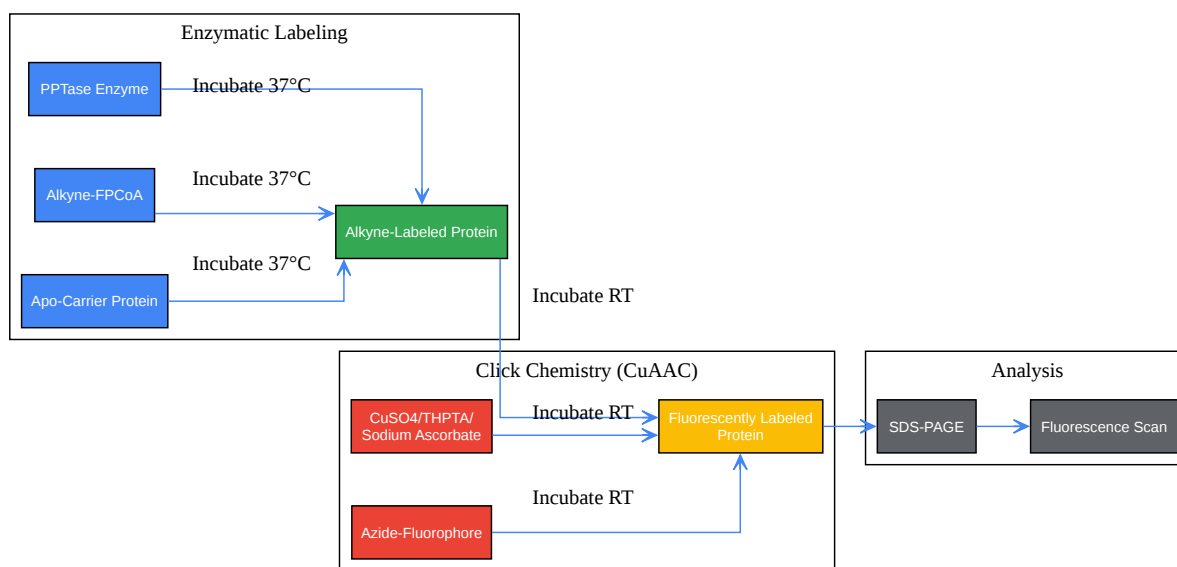 Enzymatic Labeling
PPTase Enzyme
Incubate 37°C
Alkyne-FPCoA
Incubate 37°C
Alkyne-Labeled Protein
Apo-Carrier Protein
Incubate 37°C
Incubate RT
Click Chemistry (CuAAC)
CuSO4/THPTA/
Sodium Ascorbate
Incubate RT
Fluorescently Labeled
Protein
Azide-Fluorophore
Incubate RT
Analysis
SDS-PAGE
Fluorescence Scan